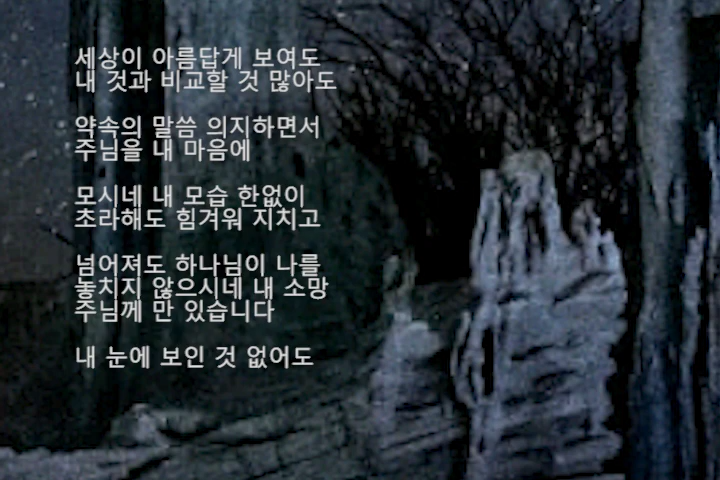 세상이 아름답게 보여도
내 것과 비교할 것 많아도
약속의 말씀 의지하면서
주님을 내 마음에
모시네 내 모습 한없이
초라해도 힘겨워 지치고
넘어져도 하나님이 나를
놓치지 않으시네 내 소망
주님께 만 있습니다
내 눈에 보인 것 없어도